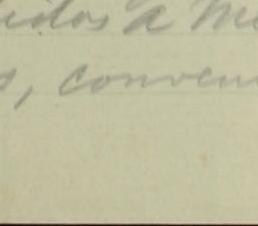 idos a me
s, conven